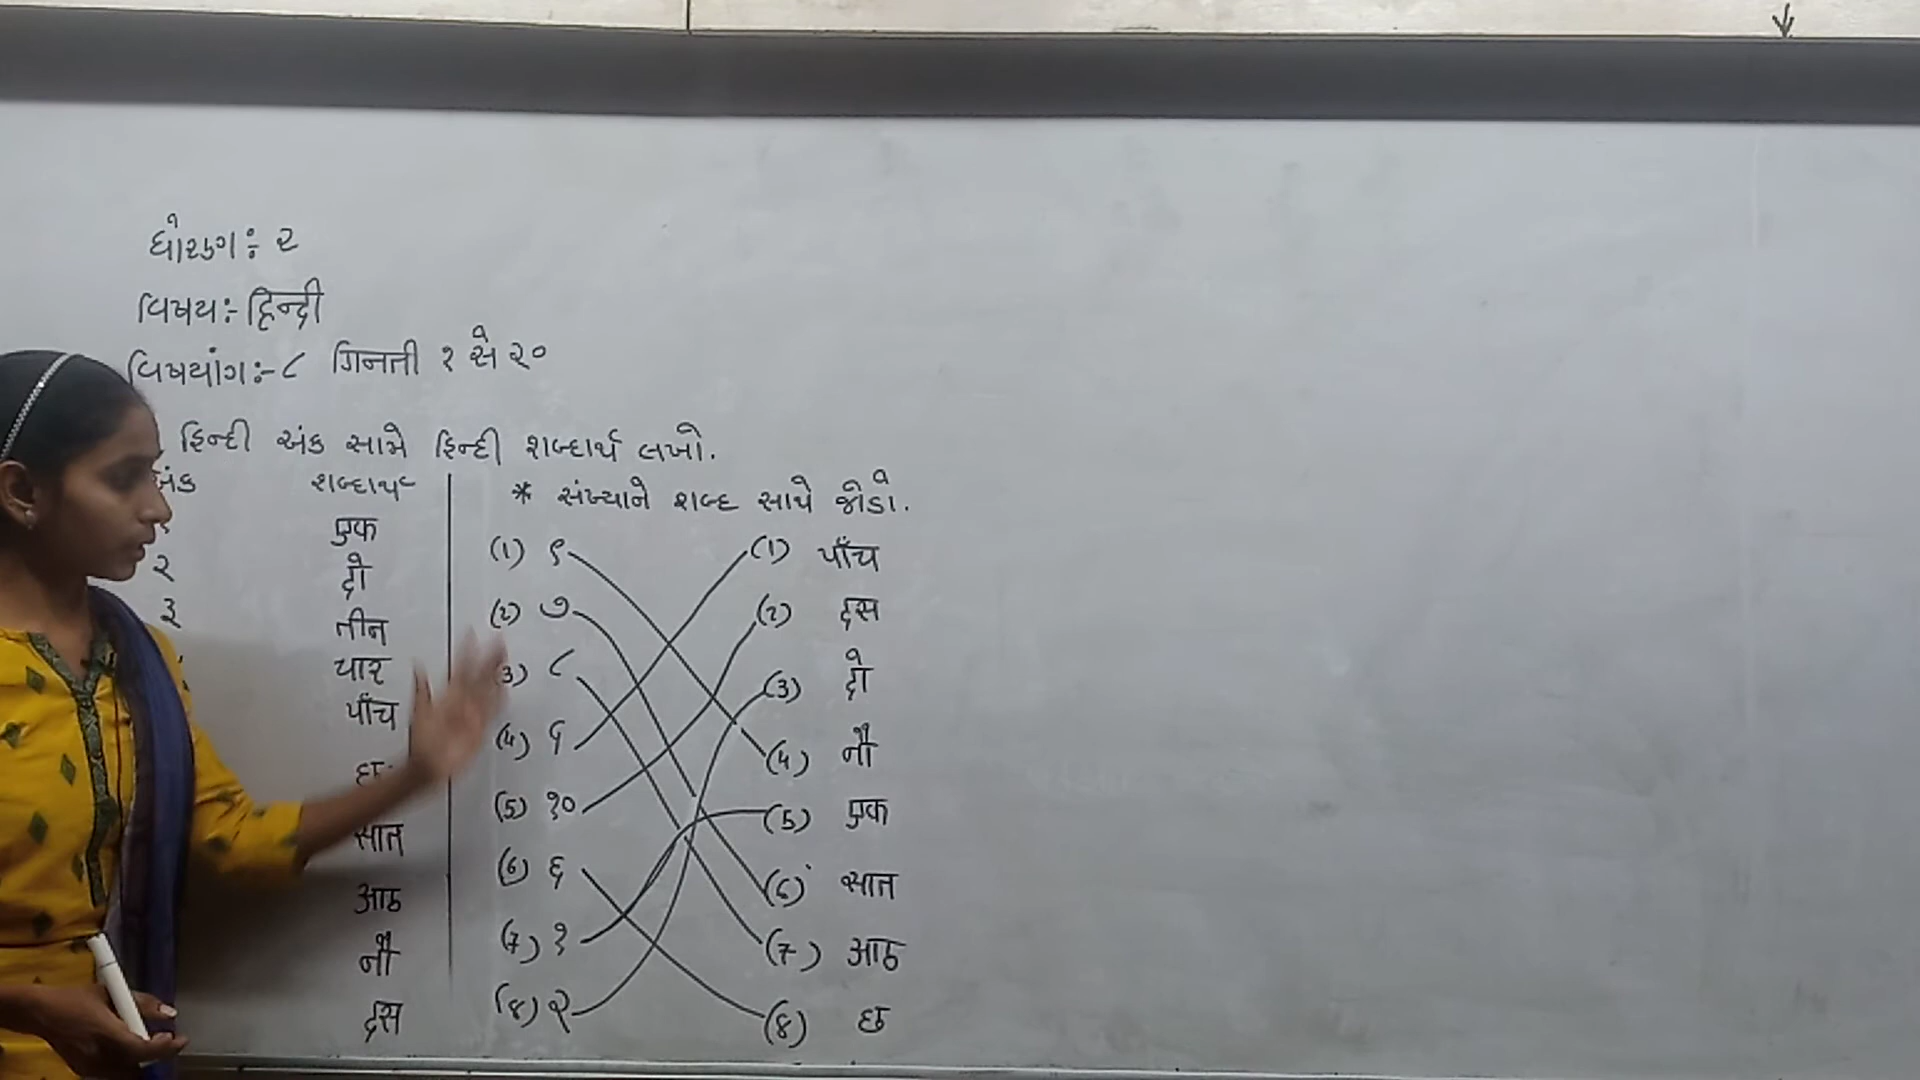 ધોરણ: ૨
વિષય:- हिन्दी
વિષયાંગ:- ૮ गिनती १ से २०
હિન્દી અંક સામે હિન્દી શબ્દાર્થ લખો.
અંક શબ્દાર્થ
एक
२ दो
३ तीन
चार
पाँच
छः
सात
आठ
नौ
दस
* સંખ્યાને શબ્દ સાથે જોડો.
(1) ९ (1) पाँच
(2) ७ (2) दस
(3) ८ (3) दो
(4) ५ (4) नौ
(5) १० (5) एक
(6) ६ (6) सात
(7) १ (7) आठ
(8) २ (8) छः